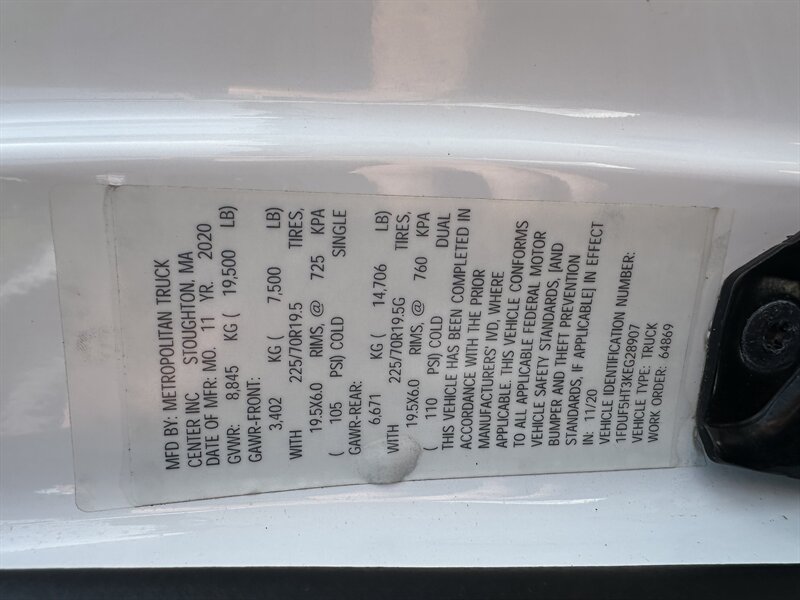 MFD BY: METROPOLITAN TRUCK
CENTER INC STOUGHTON, MA
DATE OF MFR: MO. 11 YR. 2020
GVWR: 8,845 KG ( 19,500 LB)
GAWR-FRONT:
3,402 KG ( 7,500 LB)
WITH 225/70R19.5 TIRES,
19.5X6.0 RIMS, @ 725 KPA
( 105 PSI) COLD SINGLE
GAWR-REAR:
6,671 KG ( 14,706 LB)
WITH 225/70R19.5G TIRES,
19.5X6.0 RIMS, @ 760 KPA
( 110 PSI) COLD DUAL
THIS VEHICLE HAS BEEN COMPLETED IN
ACCORDANCE WITH THE PRIOR
MANUFACTURERS' IVD, WHERE
APPLICABLE. THIS VEHICLE CONFORMS
TO ALL APPLICABLE FEDERAL MOTOR
VEHICLE SAFETY STANDARDS, [AND
BUMPER AND THEFT PREVENTION
STANDARDS, IF APPLICABLE] IN EFFECT
IN: 11/20
VEHICLE IDENTIFICATION NUMBER:
1FDUF5HT3KEG28907
VEHICLE TYPE: TRUCK
WORK ORDER: 64869